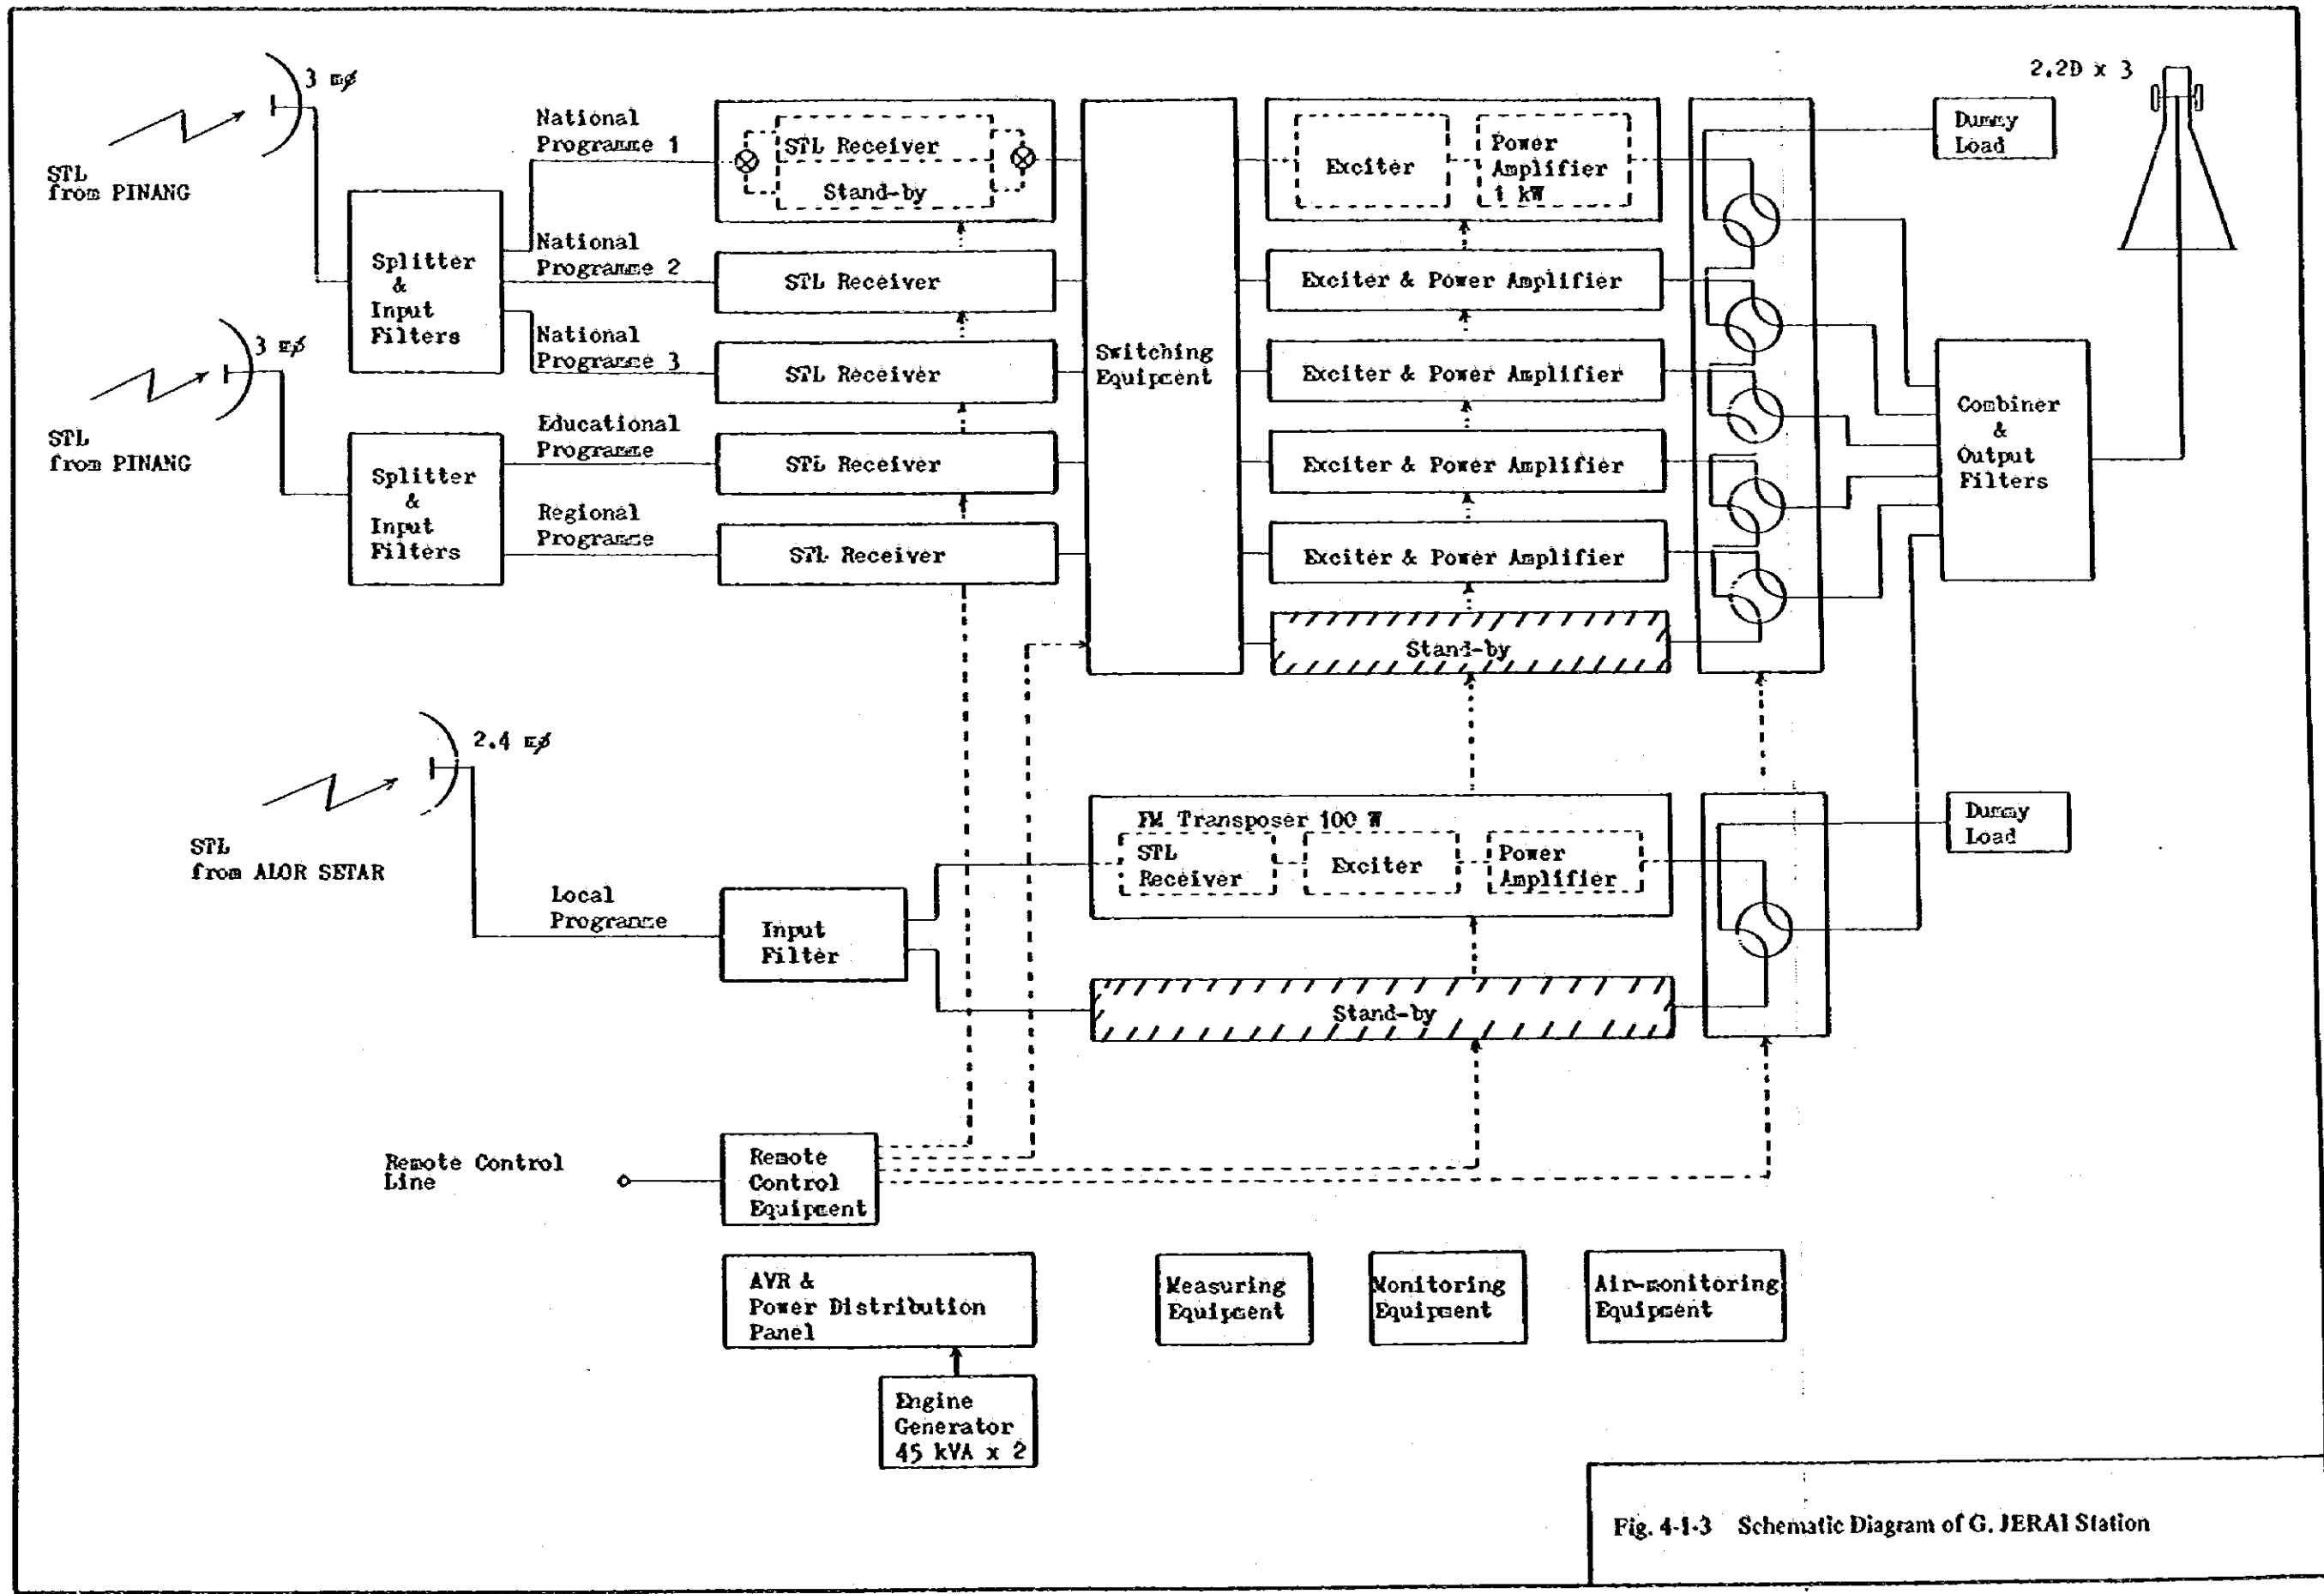 3 mø
STL
from PINANG
3 mø
STL
from PINANG
Splitter
&
Input
Filters
Splitter
&
Input
Filters
National
Programme 1
National
Programme 2
National
Programme 3
Educational
Programme
Regional
Programme
STL Receiver
Stand-by
STL Receiver
STL Receiver
STL Receiver
STL Receiver
Switching
Equipment
Exciter
Power
Amplifier
1 kW
Exciter & Power Amplifier
Exciter & Power Amplifier
Exciter & Power Amplifier
Exciter & Power Amplifier
Stand-by
Dummy
Load
2.2D x 3
Combiner
&
Output
Filters
2.4 mø
STL
from ALOR SETAR
Local
Programme
Input
Filter
FM Transposer 100 W
STL
Receiver
Exciter
Power
Amplifier
Stand-by
Dummy
Load
Remote Control
Line
Remote
Control
Equipment
AVR &
Power Distribution
Panel
Engine
Generator
45 kVA x 2
Measuring
Equipment
Monitoring
Equipment
Air-monitoring
Equipment
Fig. 4-1-3 Schematic Diagram of G. JERAI Station